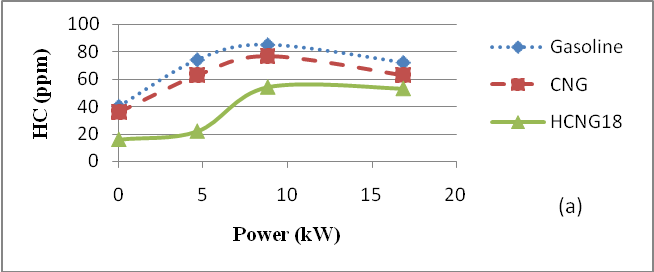 HC (ppm)
100
80
60
40
20
0
0 5 10 15 20
Power (kW)
Gasoline
CNG
HCNG18
(a)